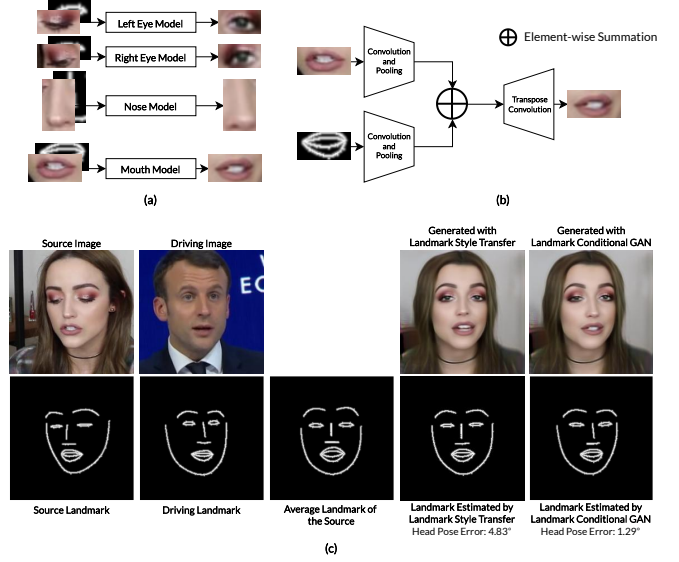 Left Eye Model
Right Eye Model
Nose Model
Mouth Model
(a)
Element-wise Summation
Convolution
and
Pooling
Convolution
and
Pooling
Transpose
Convolution
(b)
Source Image
Driving Image
Generated with
Landmark Style Transfer
Generated with
Landmark Conditional GAN
EC
Source Landmark
Driving Landmark
Average Landmark of
the Source
Landmark Estimated by
Landmark Style Transfer
Head Pose Error: 4.83°
Landmark Estimated by
Landmark Conditional GAN
Head Pose Error: 1.29°
(c)